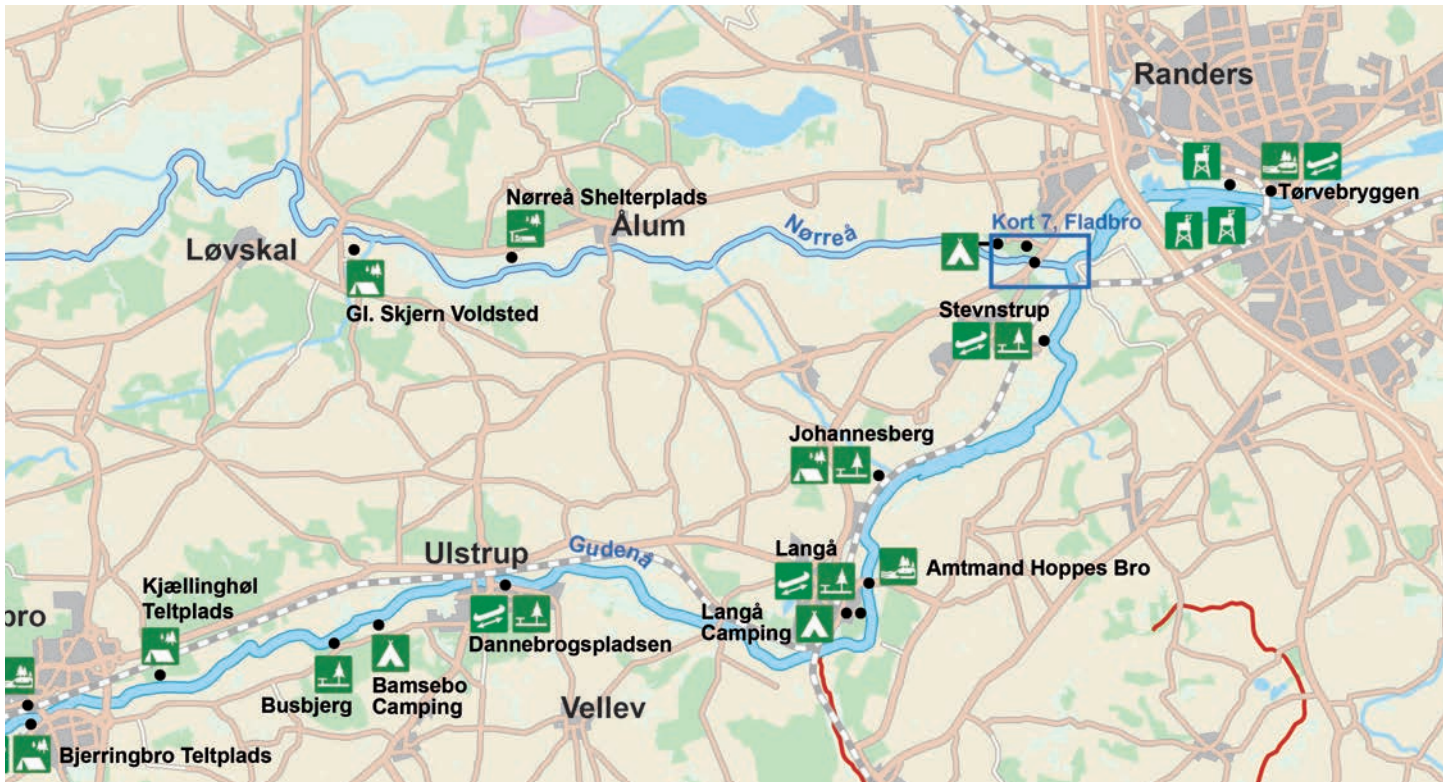 Randers
Tørvebryggen
Nørreå Shelterplads
Ålum
Nørreå
Kort 7, Fladbro
Løvskal
Gl. Skjern Voldsted
Stevnstrup
Johannesberg
Ulstrup
Gudenå
Langå
Amtmand Hoppes Bro
Kjællinghøl
Teltplads
bro
Langå
Camping
Dannebrogspladsen
Busbjerg
Bamsebo
Camping
Vellev
Bjerringbro Teltplads